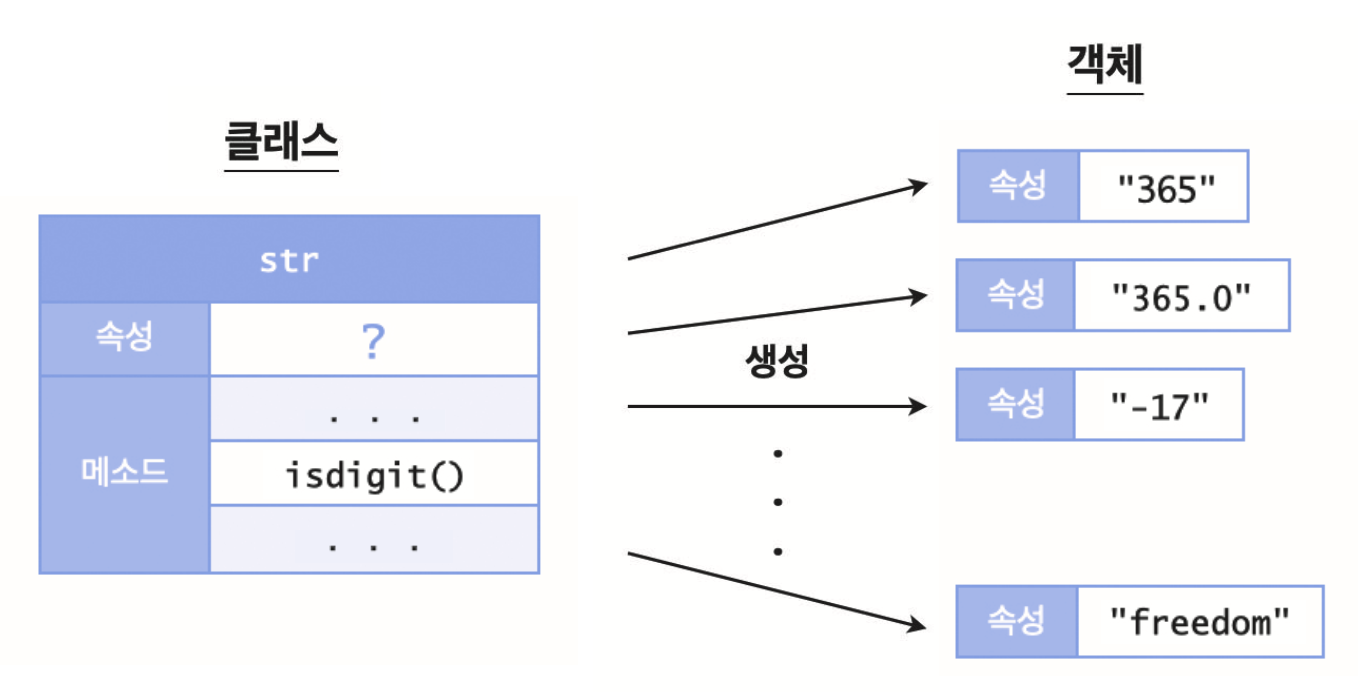 클래스
str
속성
?
메소드
. . .
isdigit()
. . .
생성
객체
속성 "365"
속성 "365.0"
속성 "-17"
속성 "freedom"